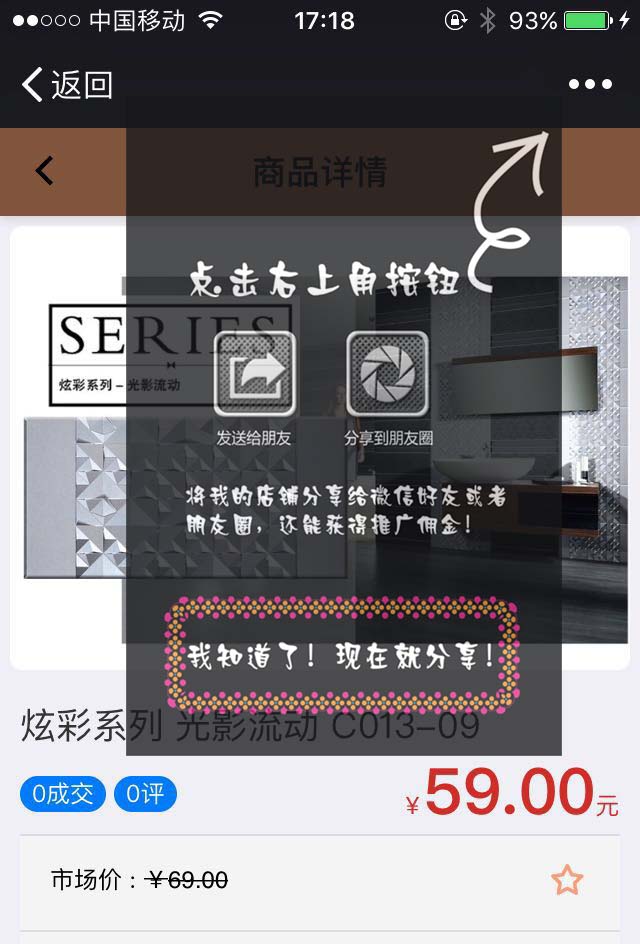 中国移动 17:18 93%
返回
商品详情
点击右上角按钮
SERIES
炫彩系列-光影流动
发送给朋友 分享到朋友圈
将我的店铺分享给微信好友或者
朋友圈，还能获得推广佣金！
我知道了！现在就分享！
炫彩系列 光影流动 C013-09
0成交 0评 ¥59.00元
市场价：¥69.00